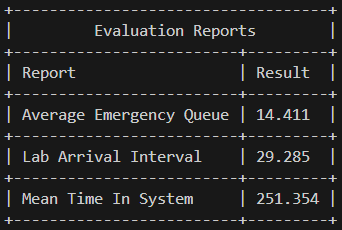 +----------------------------------+
|        Evaluation Reports        |
+------------------------+---------+
| Report                 | Result  |
+------------------------+---------+
| Average Emergency Queue | 14.411  |
+------------------------+---------+
| Lab Arrival Interval   | 29.285  |
+------------------------+---------+
| Mean Time In System    | 251.354 |
+------------------------+---------+